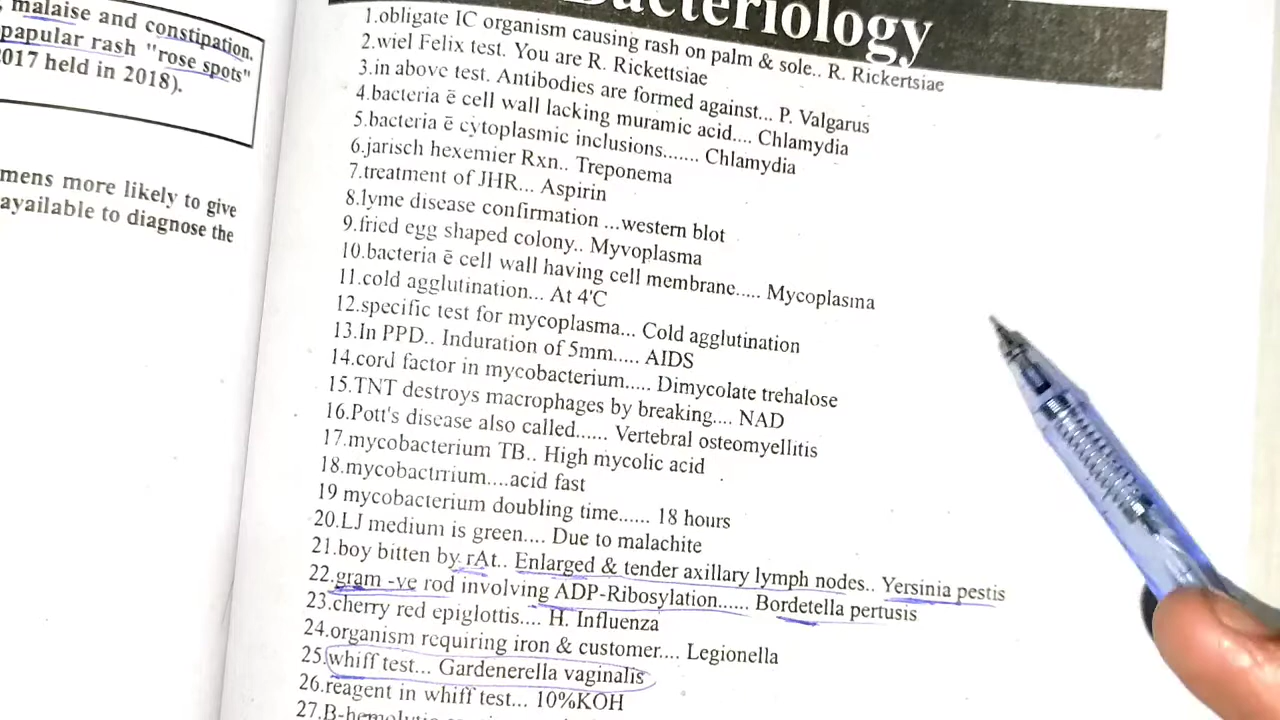 malaise and constipation.
papular rash "rose spots"
017 held in 2018).
mens more likely to give
ayailable to diagnose the
Bacteriology
1.obligate IC organism causing rash on palm & sole.. R. Rickertsiae
2.wiel Felix test. You are R. Rickettsiae
3.in above test. Antibodies are formed against... P. Valgarus
4.bacteria ē cell wall lacking muramic acid.... Chlamydia
5.bacteria ē cytoplasmic inclusions....... Chlamydia
6.jarisch hexemier Rxn.. Treponema
7.treatment of JHR... Aspirin
8.lyme disease confirmation ...western blot
9.fried egg shaped colony.. Myvoplasma
10.bacteria ē cell wall having cell membrane..... Mycoplasma
11.cold agglutination... At 4'C
12.specific test for mycoplasma... Cold agglutination
13.In PPD.. Induration of 5mm..... AIDS
14.cord factor in mycobacterium..... Dimycolate trehalose
15.TNT destroys macrophages by breaking.... NAD
16.Pott's disease also called...... Vertebral osteomyellitis
17.mycobacterium TB.. High mycolic acid
18.mycobactrrium....acid fast
19 mycobacterium doubling time...... 18 hours
20.LJ medium is green.... Due to malachite
21.boy bitten by rAt.. Enlarged & tender axillary lymph nodes.. Yersinia pestis
22.gram -ve rod involving ADP-Ribosylation...... Bordetella pertusis
23.cherry red epiglottis.... H. Influenza
24.organism requiring iron & customer.... Legionella
25.whiff test... Gardenerella vaginalis
26.reagent in whiff test... 10%KOH
27.B-hemolytic